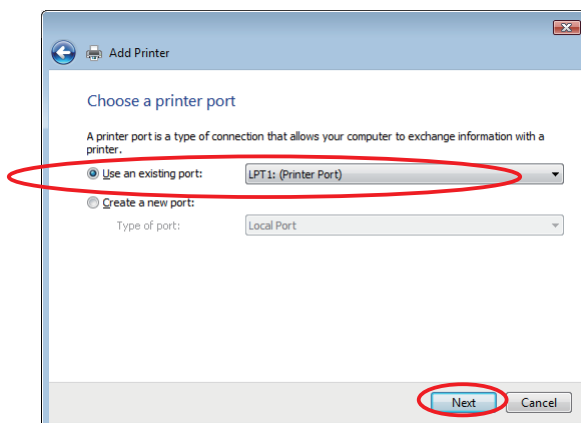 Add Printer
Choose a printer port
A printer port is a type of connection that allows your computer to exchange information with a
printer.
Use an existing port: LPT1: (Printer Port)
Create a new port:
Type of port: Local Port
Next Cancel